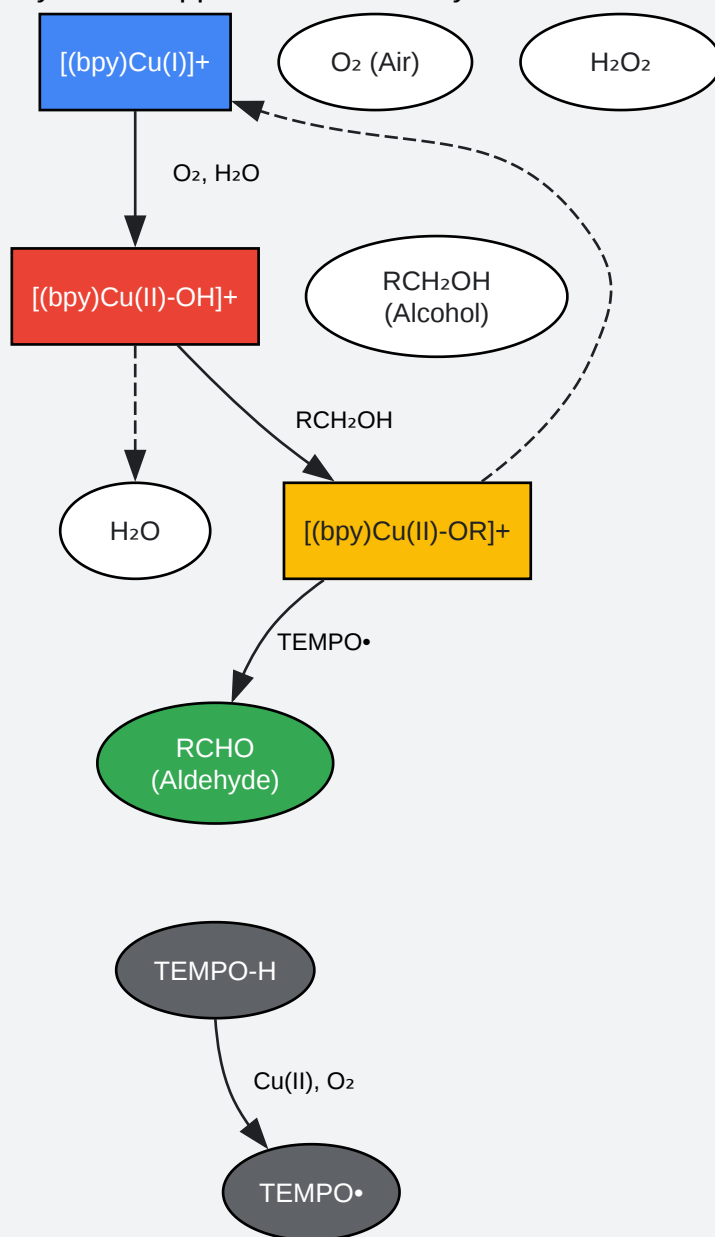 [(bpy)Cu(I)]+
O₂ (Air)
H₂O₂
O₂, H₂O
[(bpy)Cu(II)-OH]+
RCH₂OH
(Alcohol)
RCH₂OH
H₂O
[(bpy)Cu(II)-OR]+
TEMPO•
RCHO
(Aldehyde)
TEMPO-H
Cu(II), O₂
TEMPO•